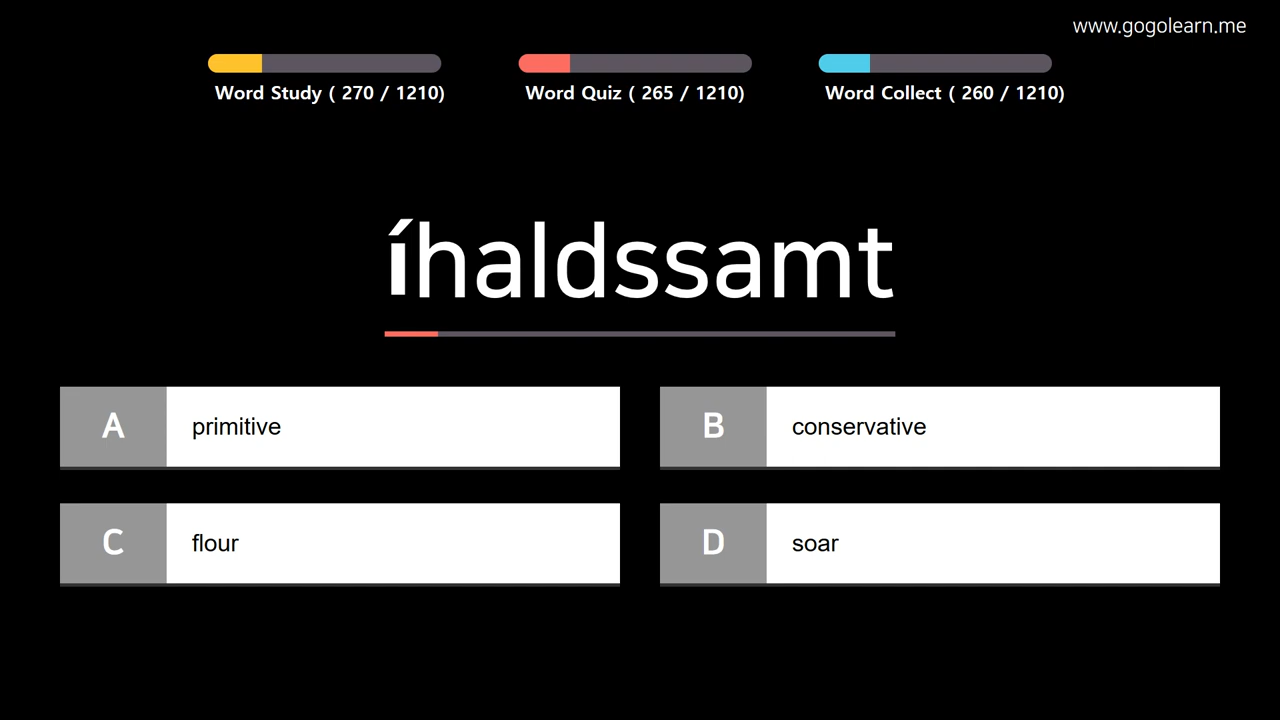 www.gogolearn.me
Word Study ( 270 / 1210)
Word Quiz ( 265 / 1210)
Word Collect ( 260 / 1210)
íhaldssamt
A primitive
B conservative
C flour
D soar